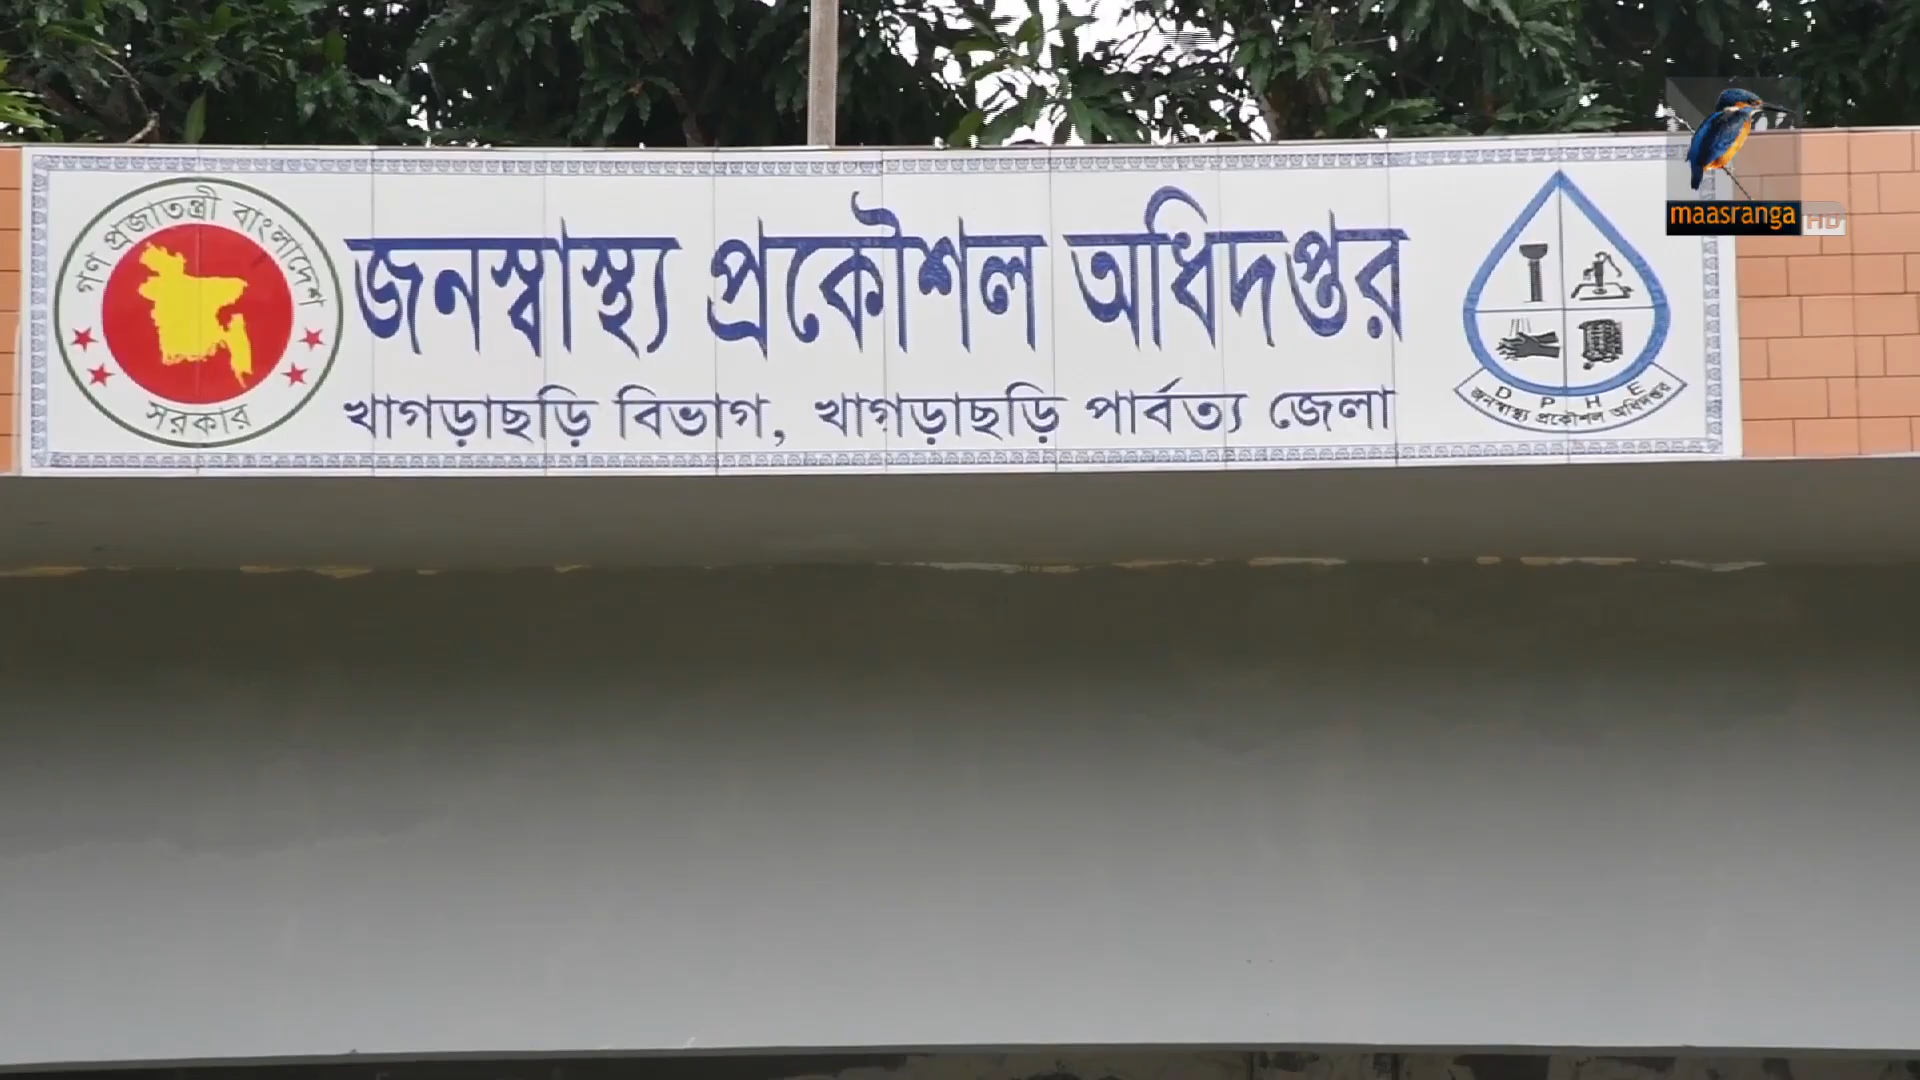 গণ প্রজাতন্ত্রী বাংলাদেশ
সরকার
জনস্বাস্থ্য প্রকৌশল অধিদপ্তর
খাগড়াছড়ি বিভাগ, খাগড়াছড়ি পার্বত্য জেলা
D P H E
জনস্বাস্থ্য প্রকৌশল অধিদপ্তর
maasranga HD